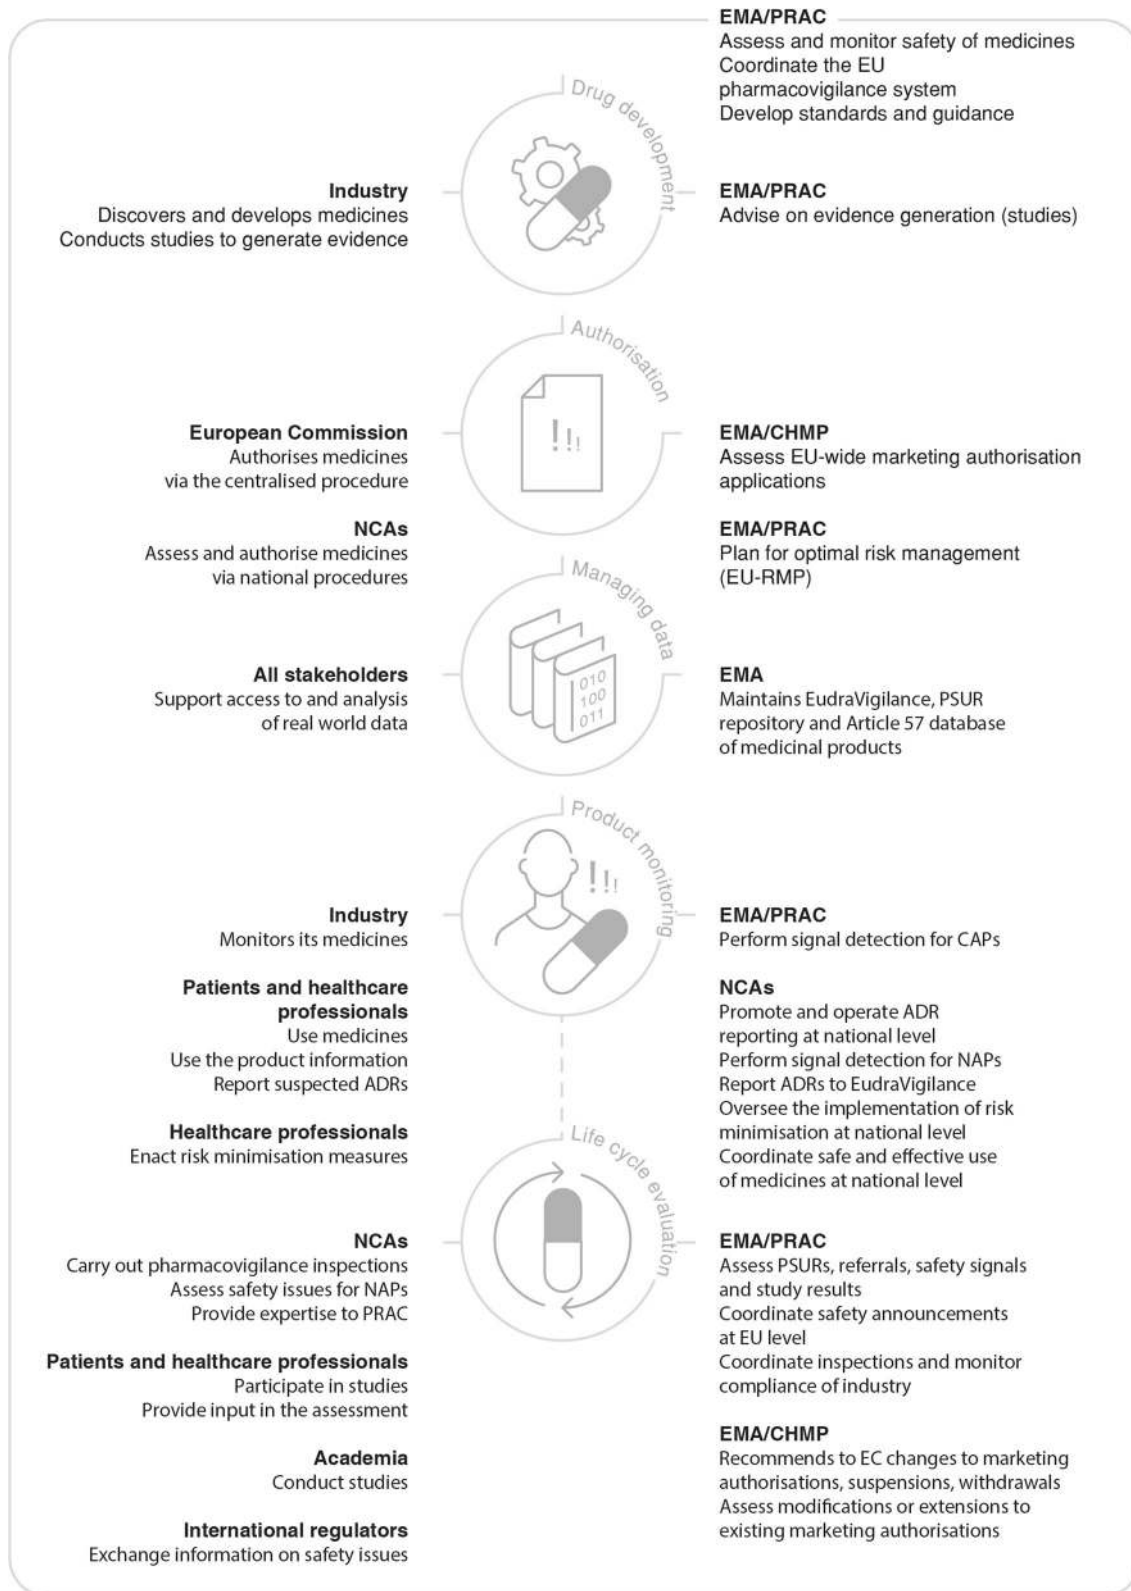 EMA/PRAC
Assess and monitor safety of medicines
Coordinate the EU
pharmacovigilance system
Develop standards and guidance
Drug development
Industry
Discovers and develops medicines
Conducts studies to generate evidence
EMA/PRAC
Advise on evidence generation (studies)
Authorisation
!!!
European Commission
Authorises medicines
via the centralised procedure
NCAs
Assess and authorise medicines
via national procedures
EMA/CHMP
Assess EU-wide marketing authorisation
applications
EMA/PRAC
Plan for optimal risk management
(EU-RMP)
Managing data
010
100
011
All stakeholders
Support access to and analysis
of real world data
EMA
Maintains EudraVigilance, PSUR
repository and Article 57 database
of medicinal products
Product monitoring
!!!
Industry
Monitors its medicines
Patients and healthcare
professionals
Use medicines
Use the product information
Report suspected ADRs
Healthcare professionals
Enact risk minimisation measures
EMA/PRAC
Perform signal detection for CAPs
NCAs
Promote and operate ADR
reporting at national level
Perform signal detection for NAPs
Report ADRs to EudraVigilance
Oversee the implementation of risk
minimisation at national level
Coordinate safe and effective use
of medicines at national level
Life cycle evaluation
NCAs
Carry out pharmacovigilance inspections
Assess safety issues for NAPs
Provide expertise to PRAC
Patients and healthcare professionals
Participate in studies
Provide input in the assessment
Academia
Conduct studies
International regulators
Exchange information on safety issues
EMA/PRAC
Assess PSURs, referrals, safety signals
and study results
Coordinate safety announcements
at EU level
Coordinate inspections and monitor
compliance of industry
EMA/CHMP
Recommends to EC changes to marketing
authorisations, suspensions, withdrawals
Assess modifications or extensions to
existing marketing authorisations